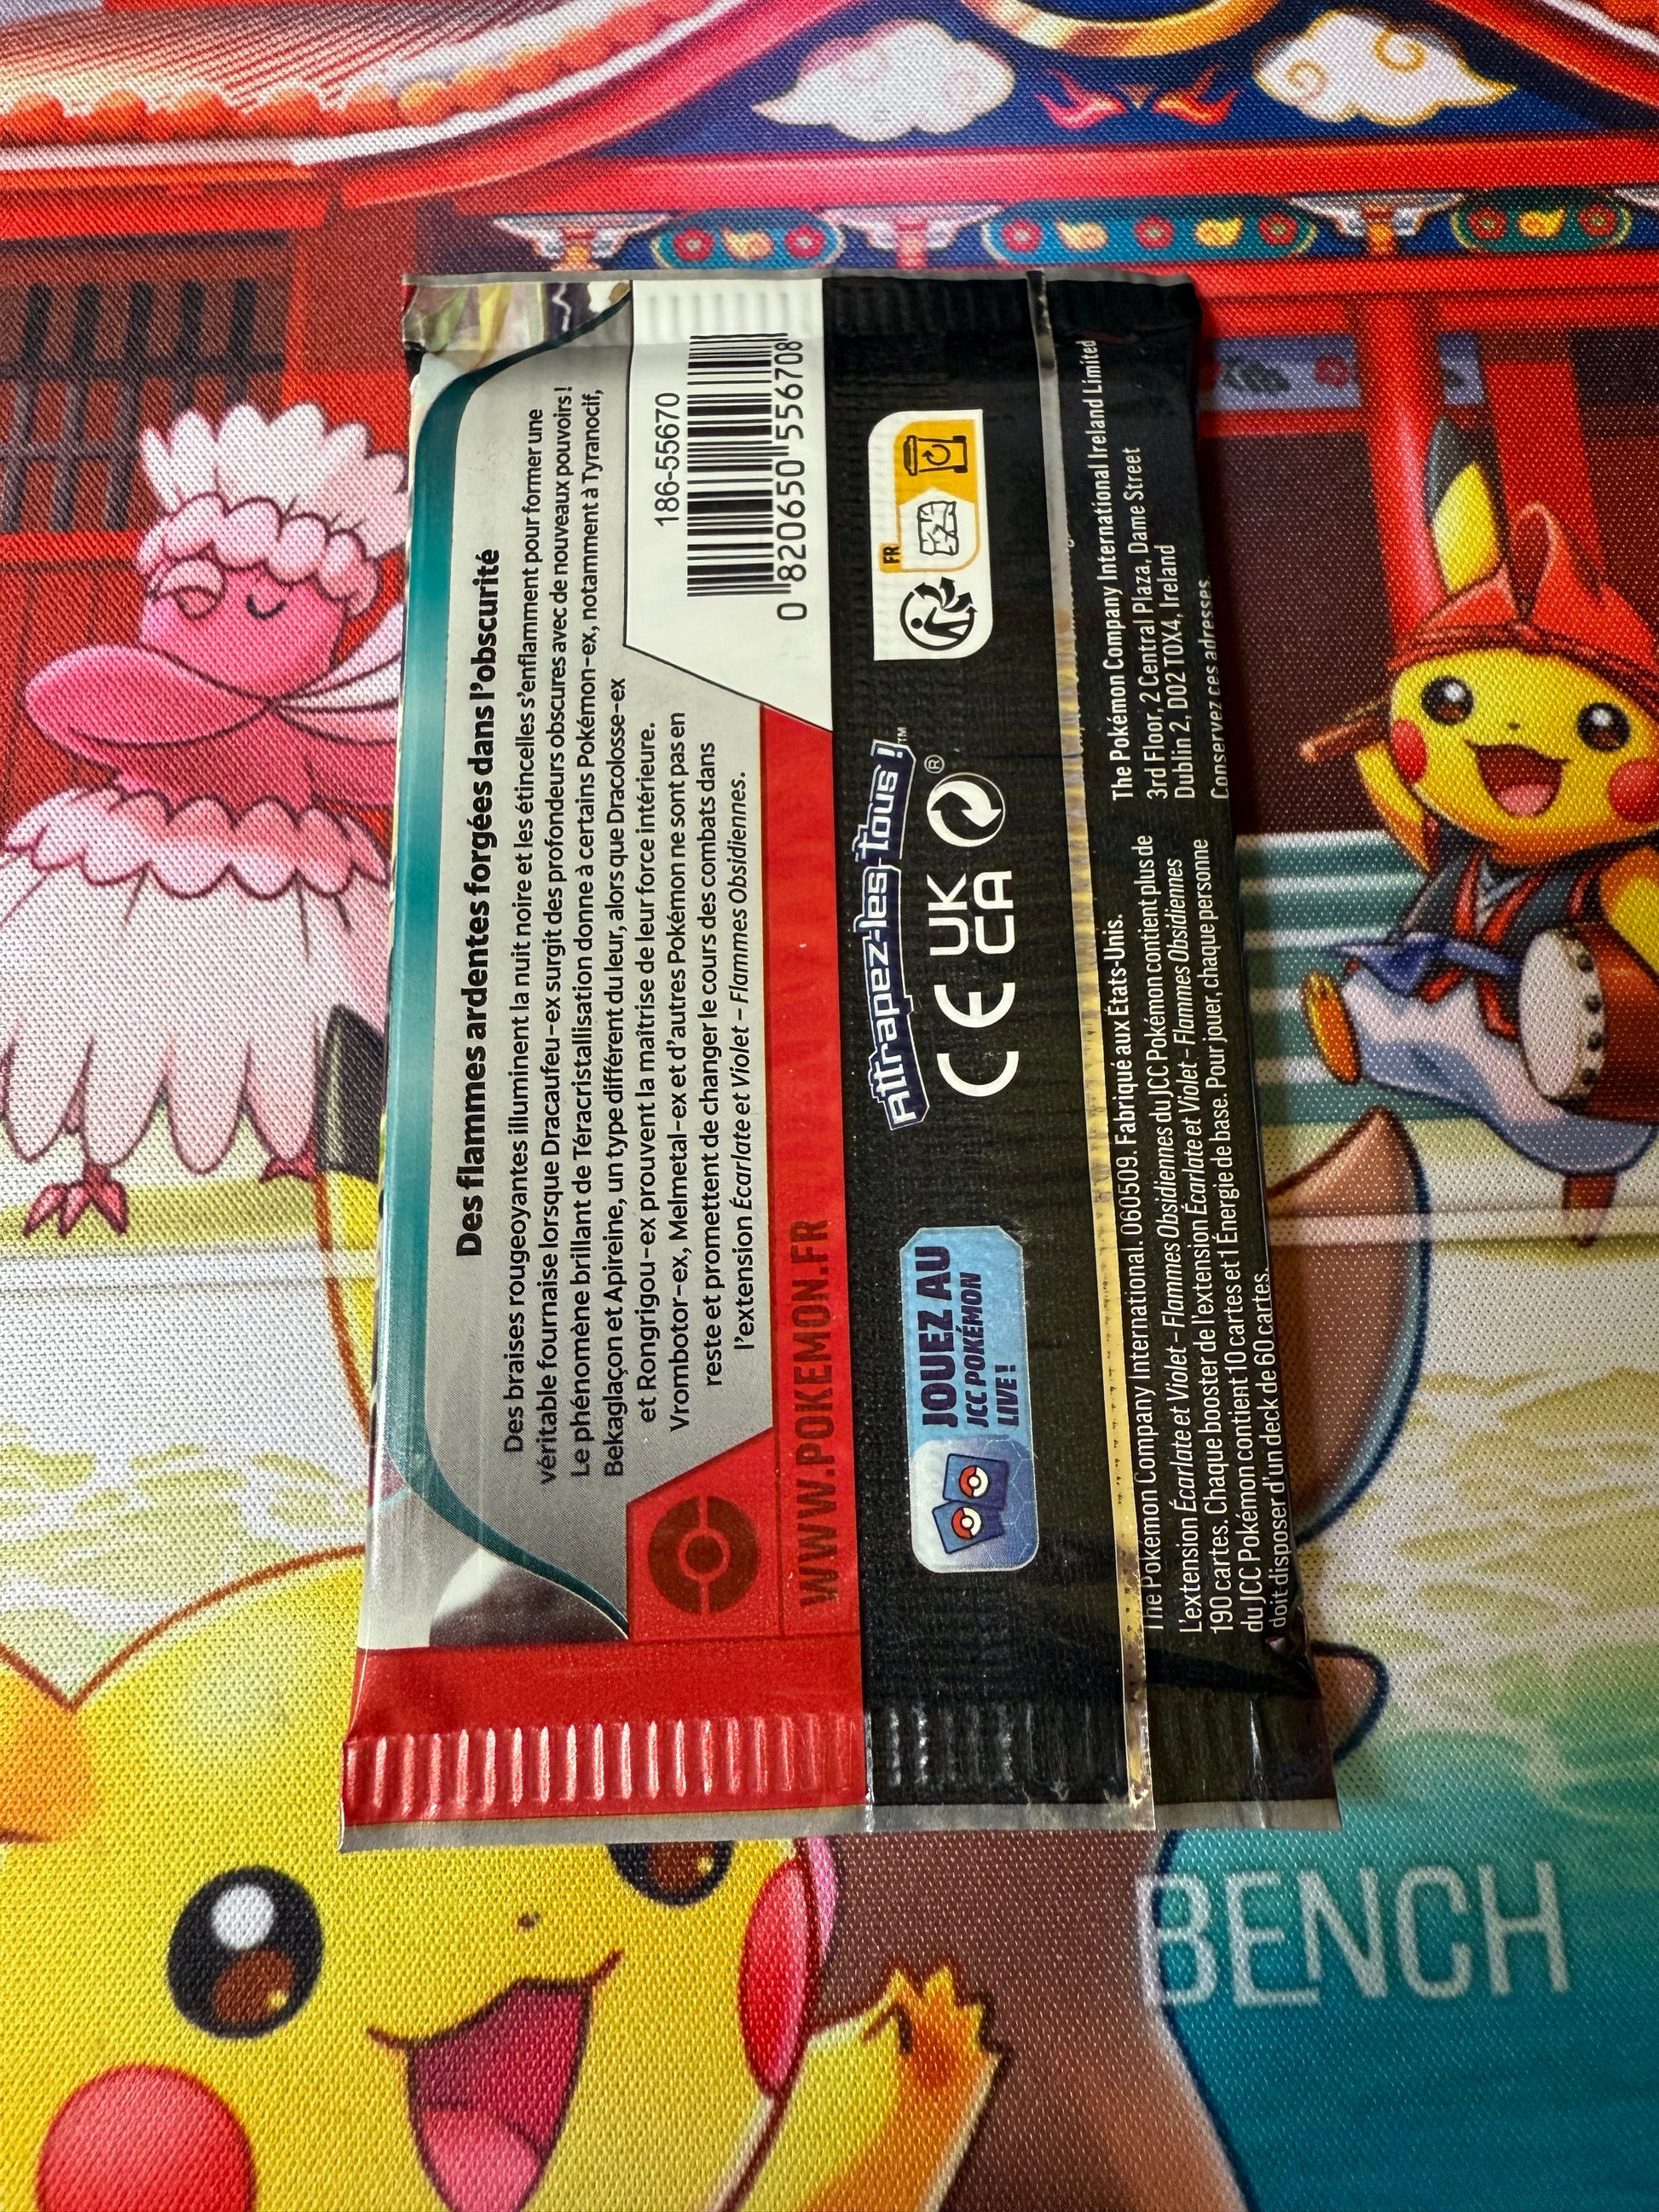 Des flammes ardentes forgées dans l'obscurité
Des braises rougeoyantes illuminent la nuit noire et les étincelles s'enflamment pour former une
véritable fournaise lorsque Dracaufeu-ex surgit des profondeurs obscures avec de nouveaux pouvoirs !
Le phénomène brillant de Téracristallisation donne à certains Pokémon-ex, notamment à Tyranocif,
Bekaglaçon et Apireine, un type différent du leur, alors que Dracolosse-ex
et Rongrigou-ex prouvent la maîtrise de leur force intérieure.
Vrombotor-ex, Melmetal-ex et d'autres Pokémon ne sont pas en
reste et promettent de changer le cours des combats dans
l'extension Écarlate et Violet – Flammes Obsidiennes.
186-55670
0 820650 556708
WWW.POKEMON.FR
Attrapez-les tous !™
®
CE UK
CA
FR
JOUEZ AU
JCC POKÉMON
LIVE !
The Pokémon Company International. 060509. Fabriqué aux États-Unis.
L'extension Écarlate et Violet – Flammes Obsidiennes du JCC Pokémon contient plus de
190 cartes. Chaque booster de l'extension Écarlate et Violet – Flammes Obsidiennes
du JCC Pokémon contient 10 cartes et 1 Énergie de base. Pour jouer, chaque personne
doit disposer d'un deck de 60 cartes.
The Pokémon Company International Ireland Limited
3rd Floor, 2 Central Plaza, Dame Street
Dublin 2, D02 T0X4, Ireland
Conservez ces adresses.
BENCH